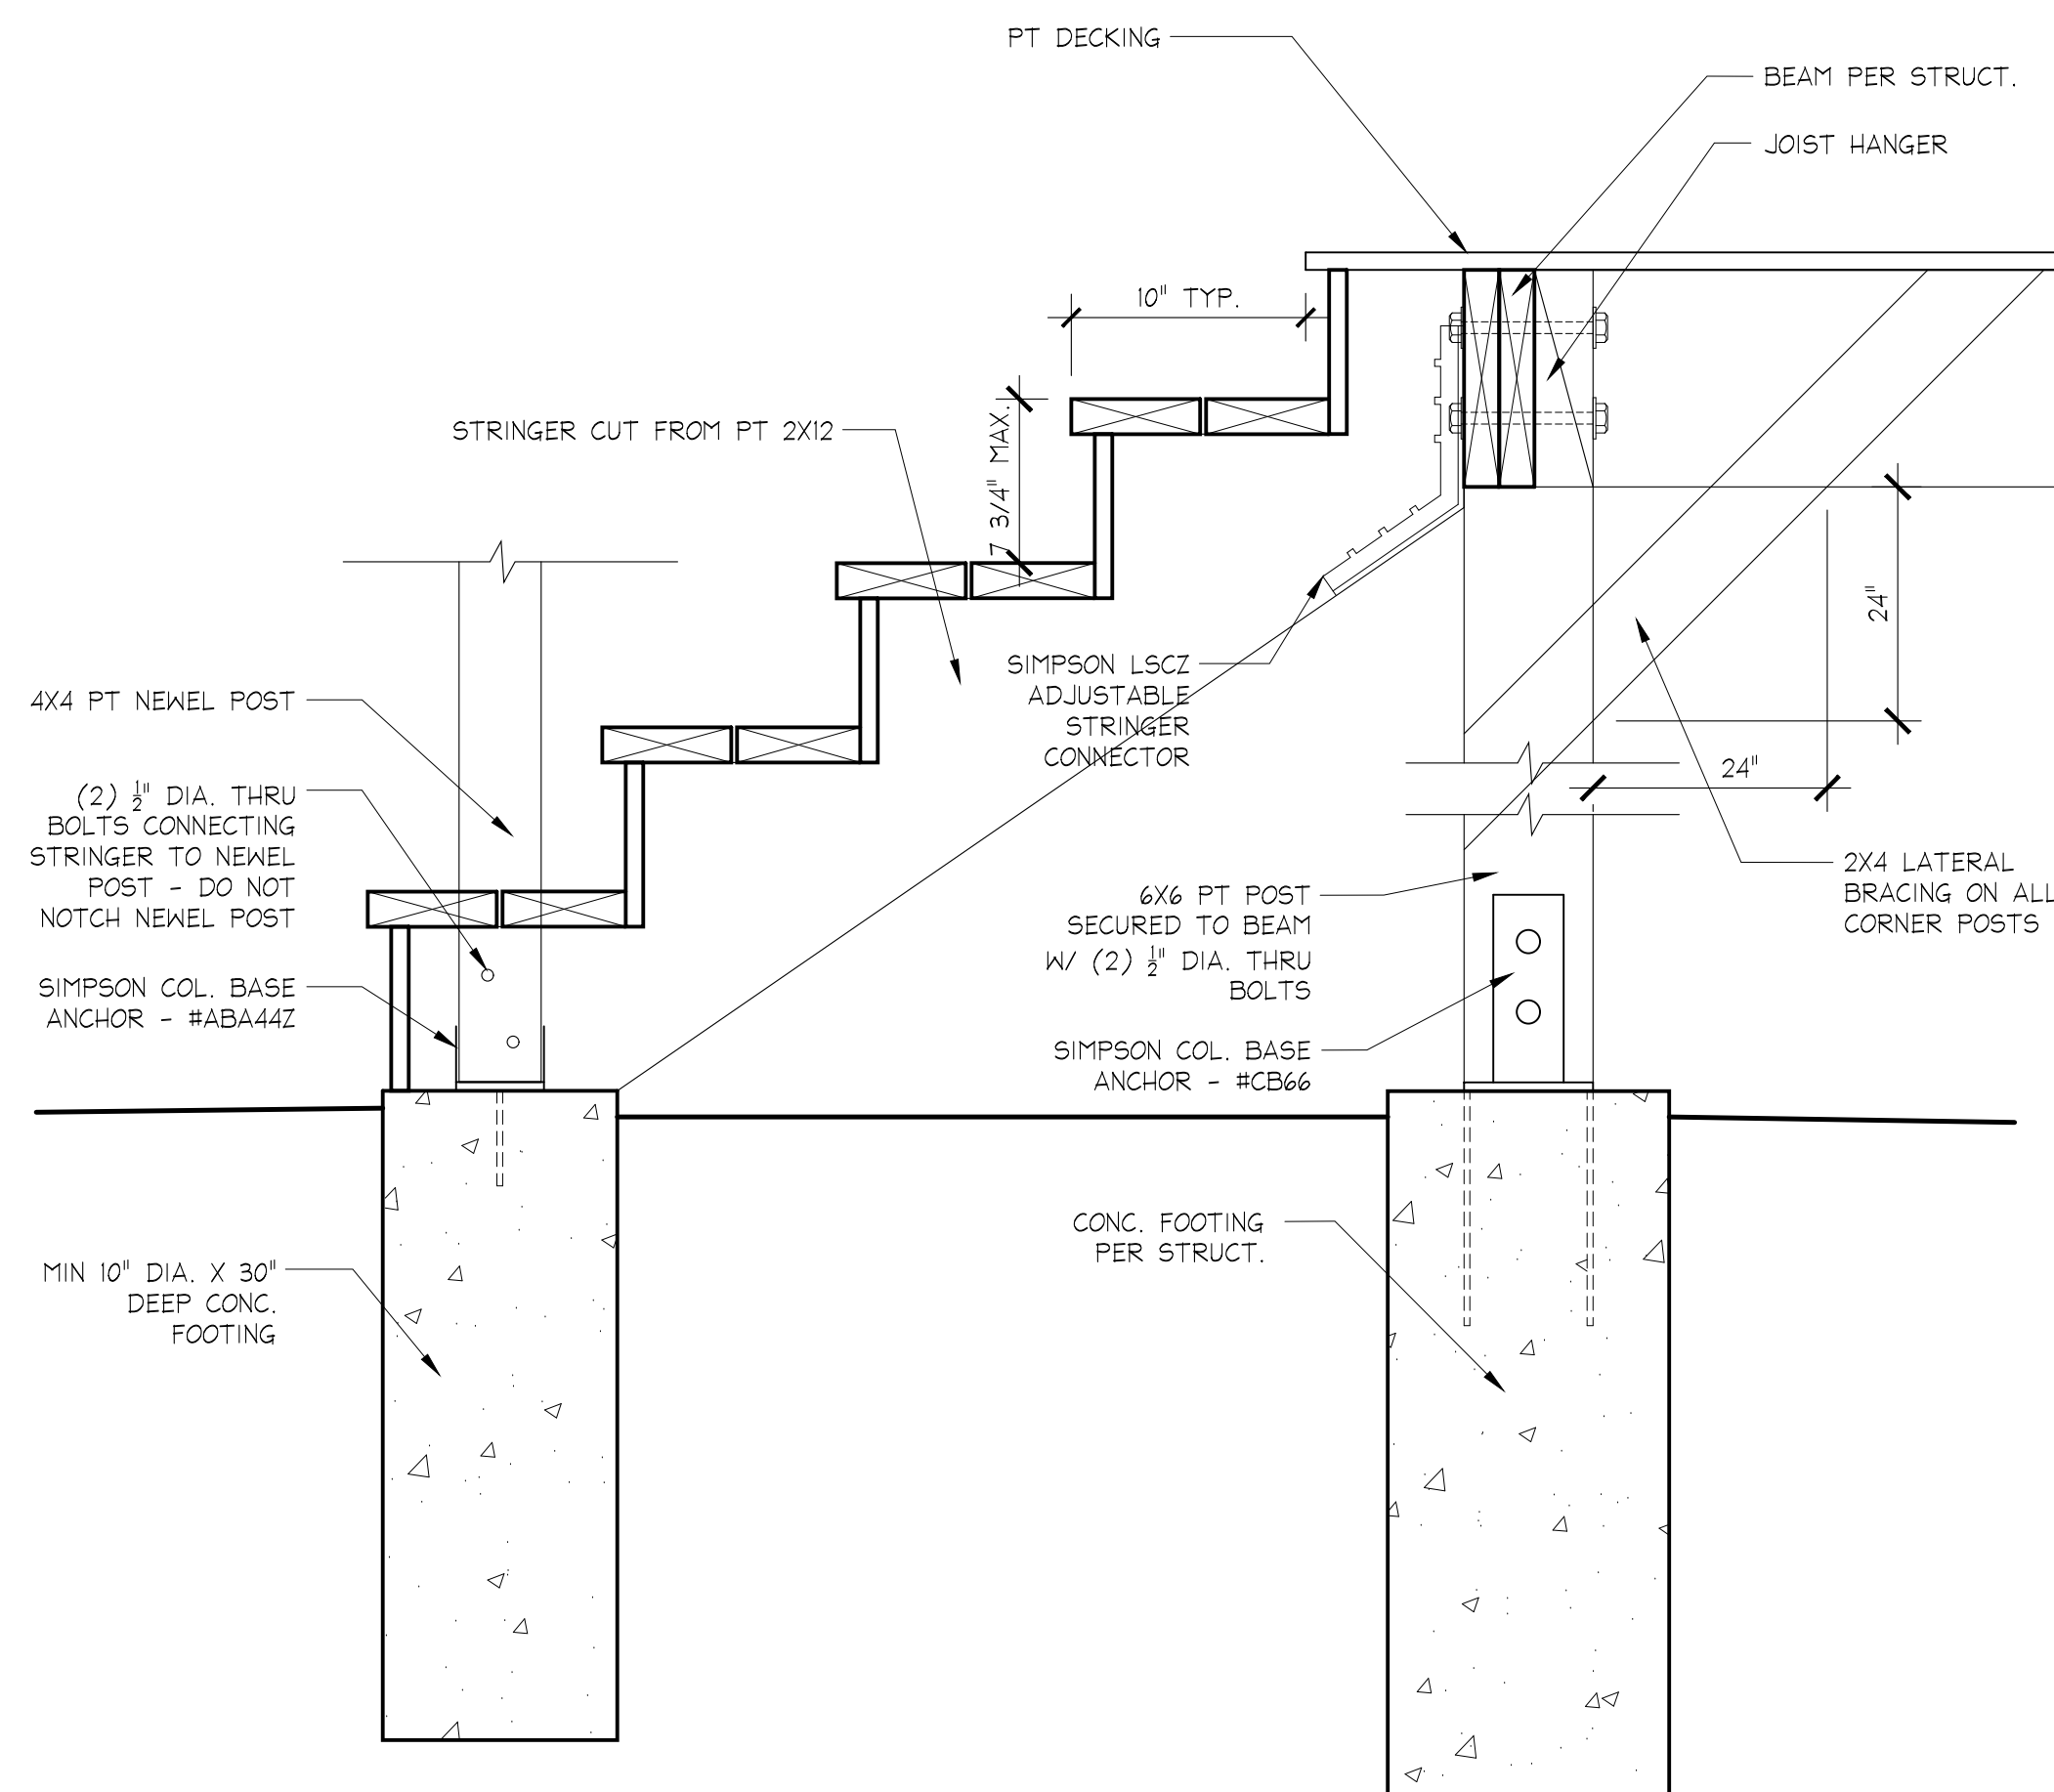 PT DECKING
BEAM PER STRUCT.
JOIST HANGER
10" TYP.
7 3/4" MAX.
STRINGER CUT FROM PT 2X12
24"
SIMPSON LSCZ
ADJUSTABLE
STRINGER
CONNECTOR
4X4 PT NEWEL POST
24"
(2) ½" DIA. THRU
BOLTS CONNECTING
STRINGER TO NEWEL
POST - DO NOT
NOTCH NEWEL POST
2X4 LATERAL
BRACING ON ALL
CORNER POSTS
6X6 PT POST
SECURED TO BEAM
W/ (2) ½" DIA. THRU
BOLTS
SIMPSON COL. BASE
ANCHOR - #ABA44Z
SIMPSON COL. BASE
ANCHOR - #CB66
CONC. FOOTING
PER STRUCT.
MIN 10" DIA. X 30"
DEEP CONC.
FOOTING